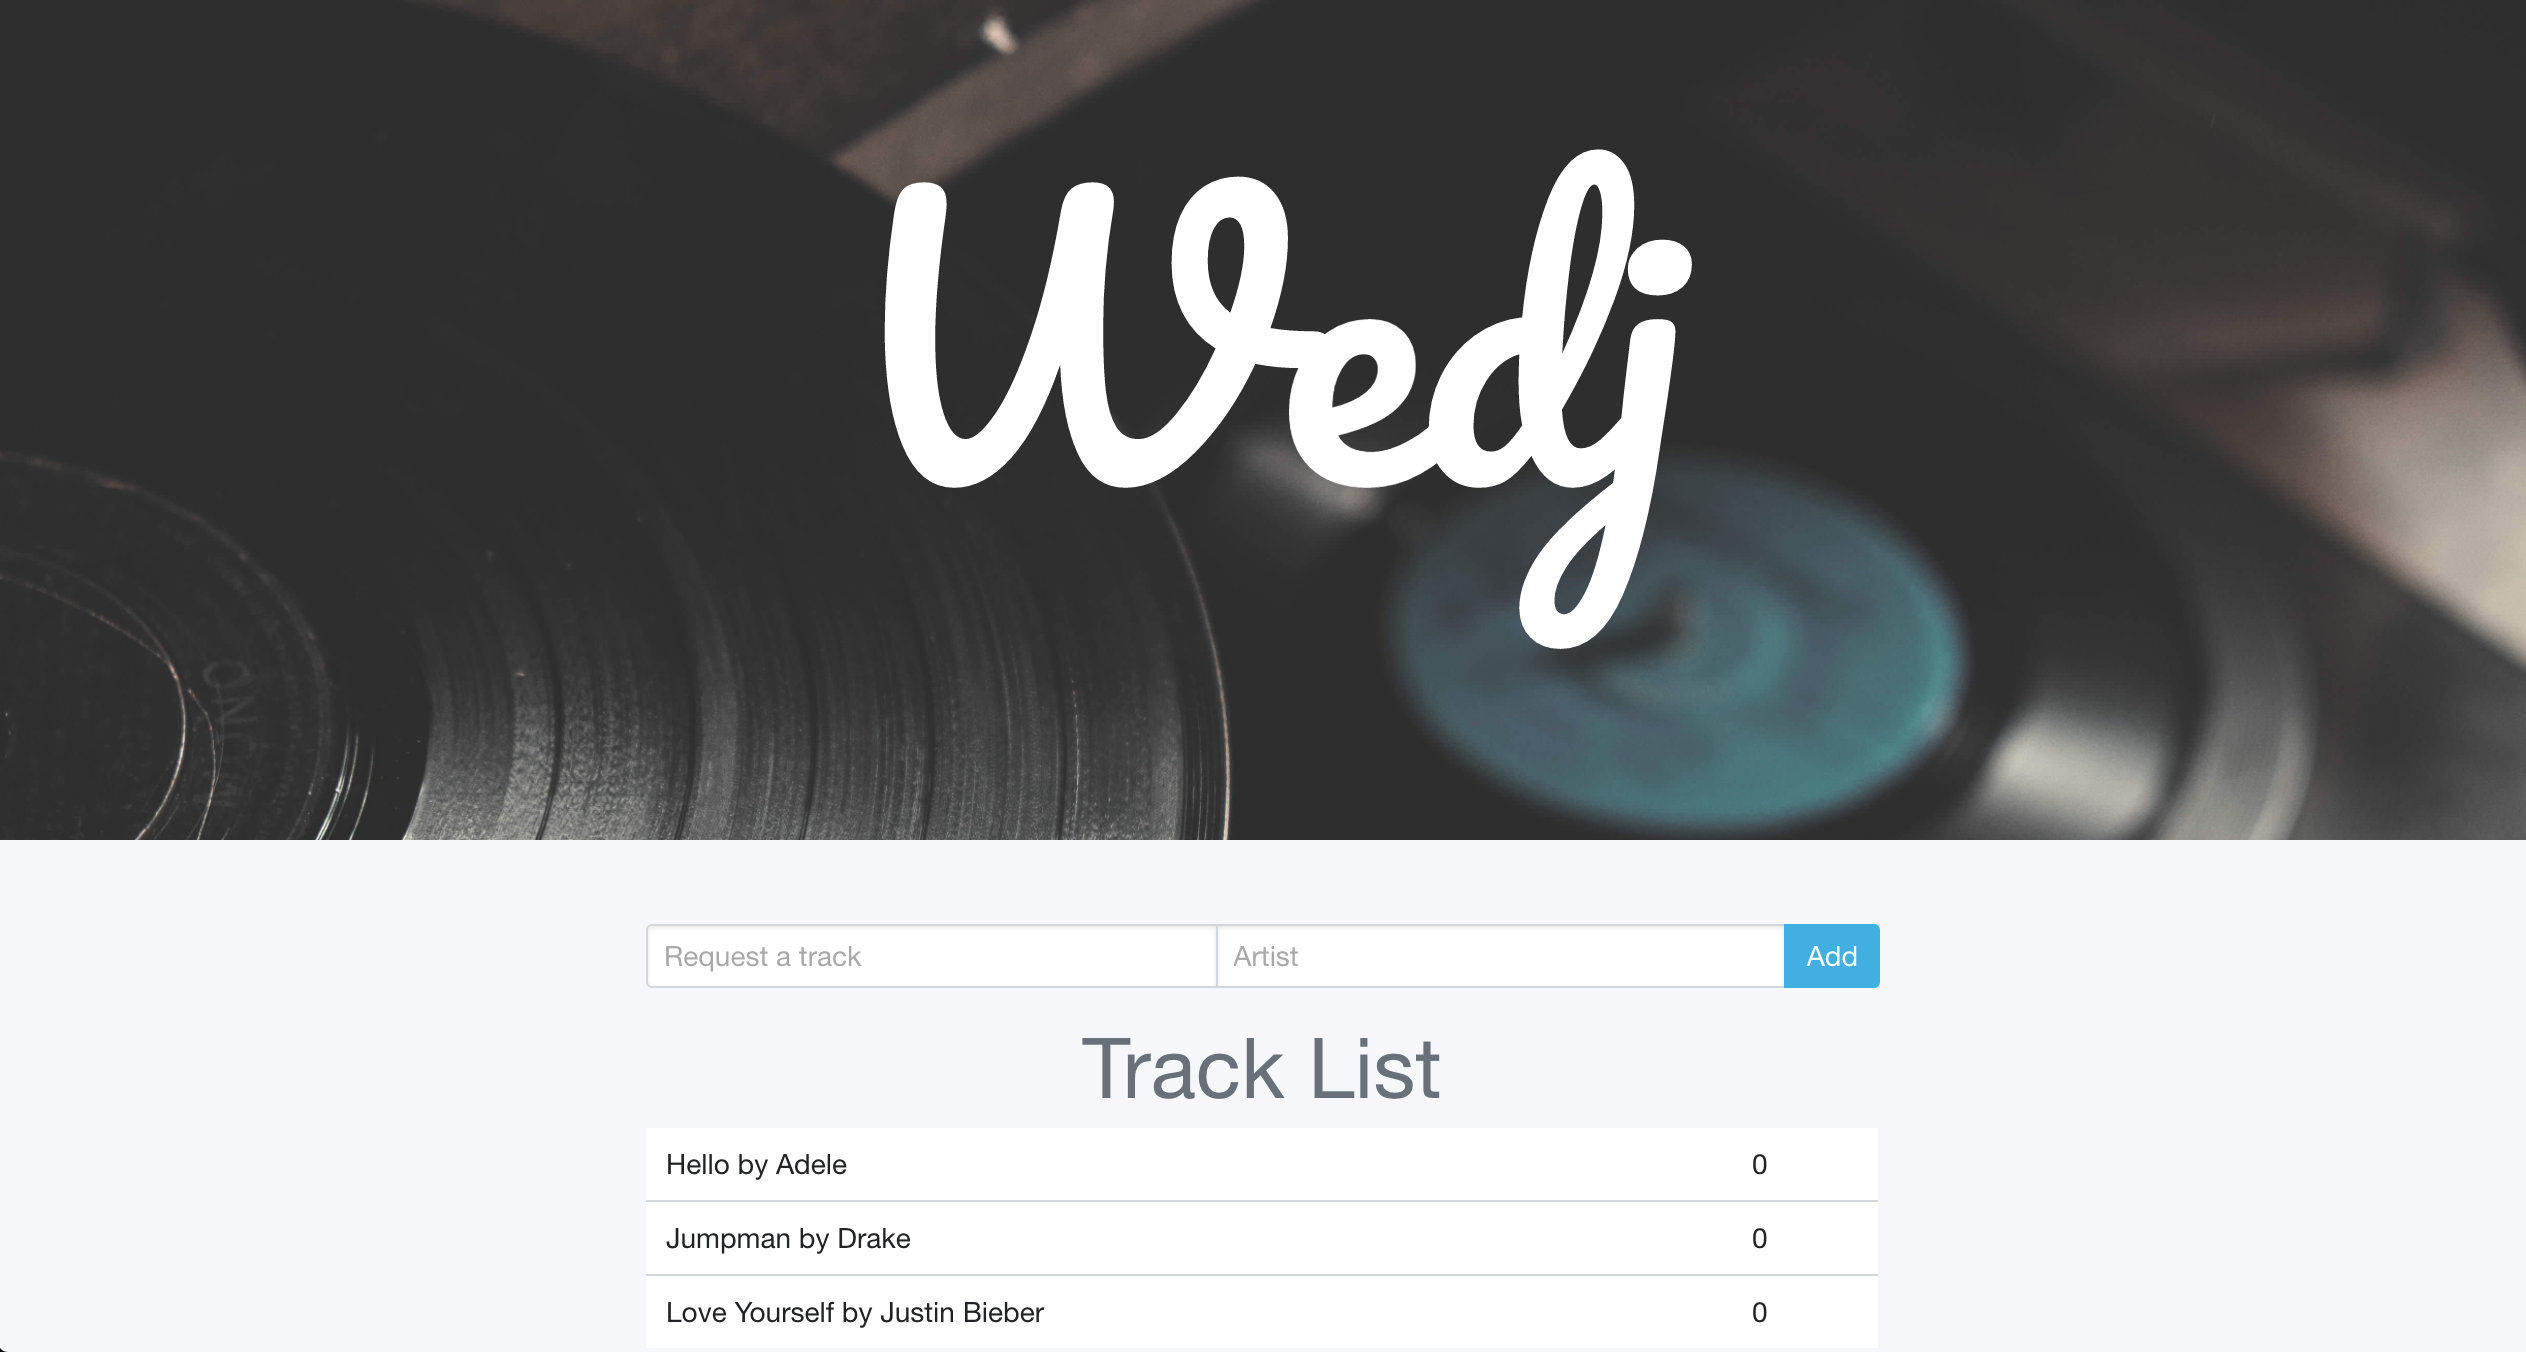 Wedj
Request a track Artist Add
Track List
Hello by Adele 0
Jumpman by Drake 0
Love Yourself by Justin Bieber 0